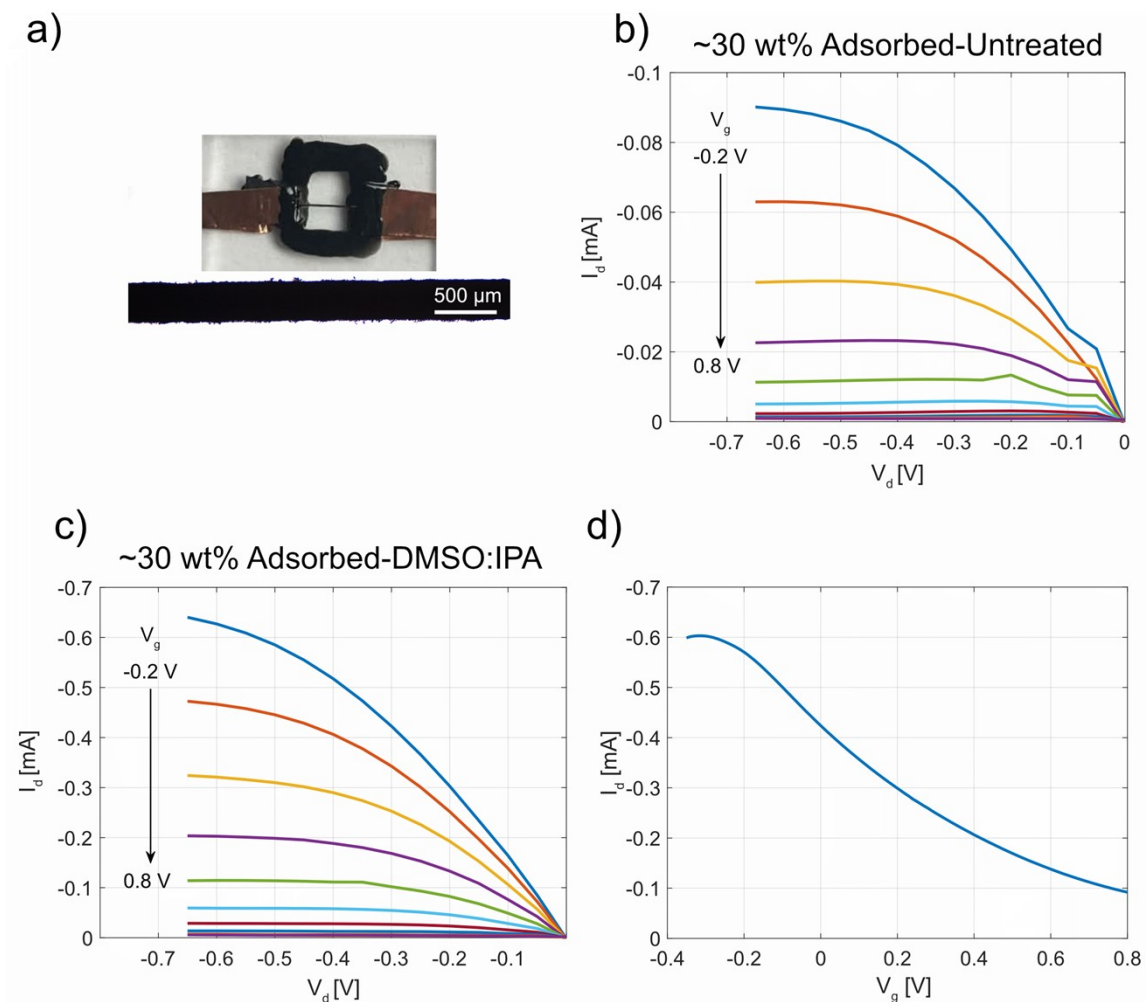 a)
500 μm
b)
~30 wt% Adsorbed-Untreated
-0.1
-0.08
-0.06
-0.04
-0.02
0
I_d [mA]
V_g
-0.2 V
0.8 V
-0.7 -0.6 -0.5 -0.4 -0.3 -0.2 -0.1 0
V_d [V]
c)
~30 wt% Adsorbed-DMSO:IPA
-0.7
-0.6
-0.5
-0.4
-0.3
-0.2
-0.1
0
I_d [mA]
V_g
-0.2 V
0.8 V
-0.7 -0.6 -0.5 -0.4 -0.3 -0.2 -0.1
V_d [V]
d)
-0.7
-0.6
-0.5
-0.4
-0.3
-0.2
-0.1
0
I_d [mA]
-0.4 -0.2 0 0.2 0.4 0.6 0.8
V_g [V]